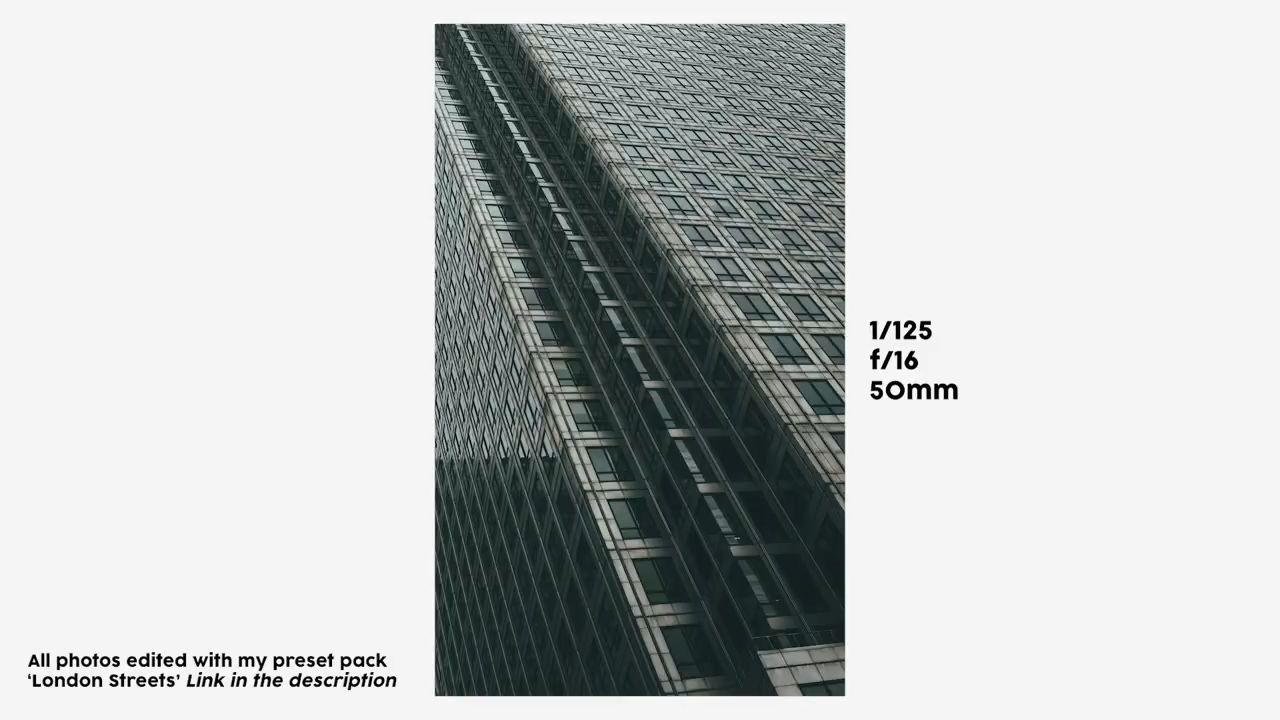 1/125
f/16
50mm
All photos edited with my preset pack
‘London Streets’ Link in the description